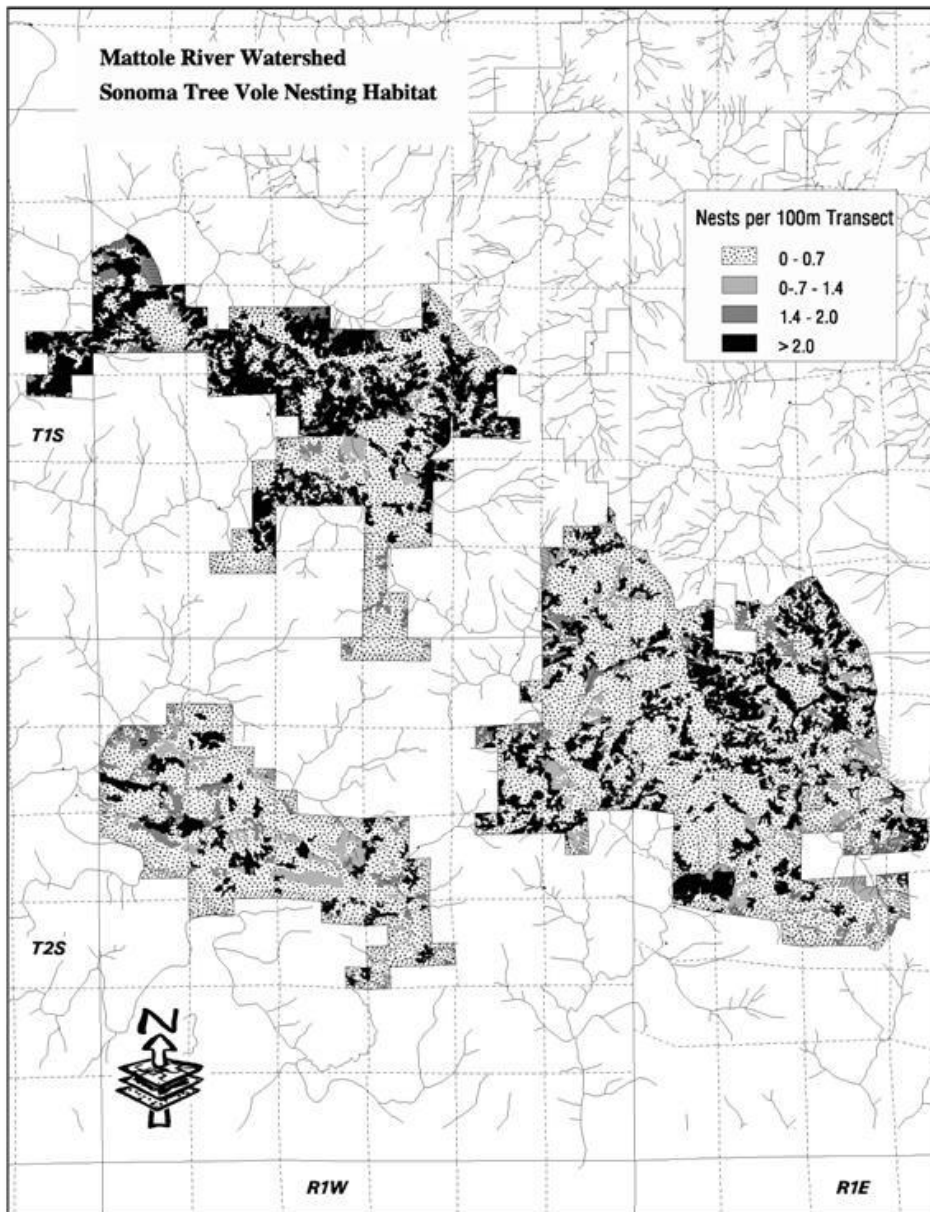 Mattole River Watershed
Sonoma Tree Vole Nesting Habitat
Nests per 100m Transect
0 - 0.7
0-.7 - 1.4
1.4 - 2.0
>2.0
T1S
T2S
N
R1W
R1E